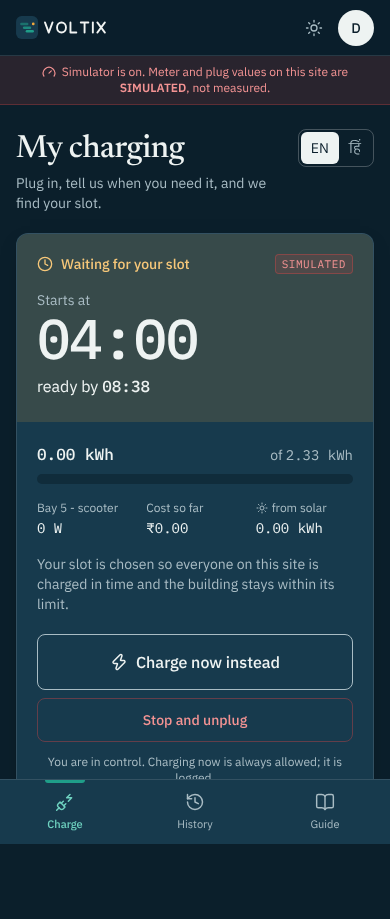 VOLTIX
D
Simulator is on. Meter and plug values on this site are
SIMULATED, not measured.
My charging
EN हिं
Plug in, tell us when you need it, and we
find your slot.
Waiting for your slot SIMULATED
Starts at
04:00
ready by 08:38
0.00 kWh of 2.33 kWh
Bay 5 - scooter Cost so far from solar
0 W ₹0.00 0.00 kWh
Your slot is chosen so everyone on this site is
charged in time and the building stays within its
limit.
Charge now instead
Stop and unplug
You are in control. Charging now is always allowed; it is
logged
Charge History Guide